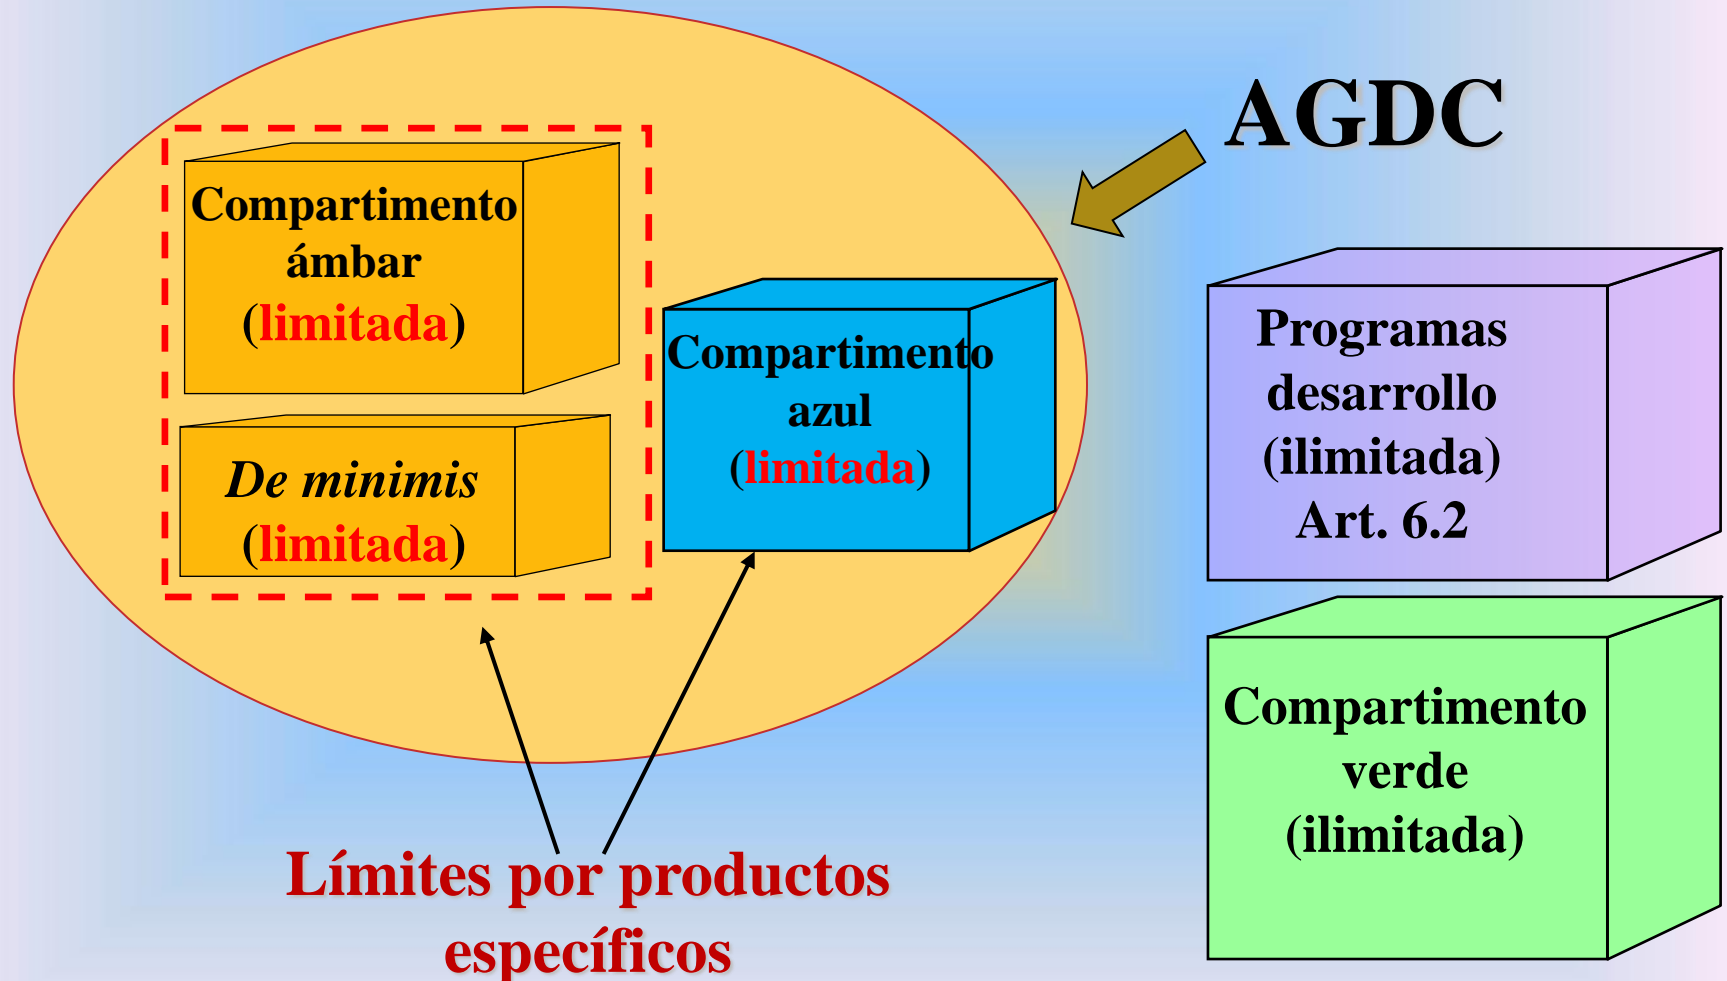 AGDC
Compartimento
ámbar
(limitada)
De minimis
(limitada)
Compartimento
azul
(limitada)
Programas
desarrollo
(ilimitada)
Art. 6.2
Compartimento
verde
(ilimitada)
Límites por productos
específicos